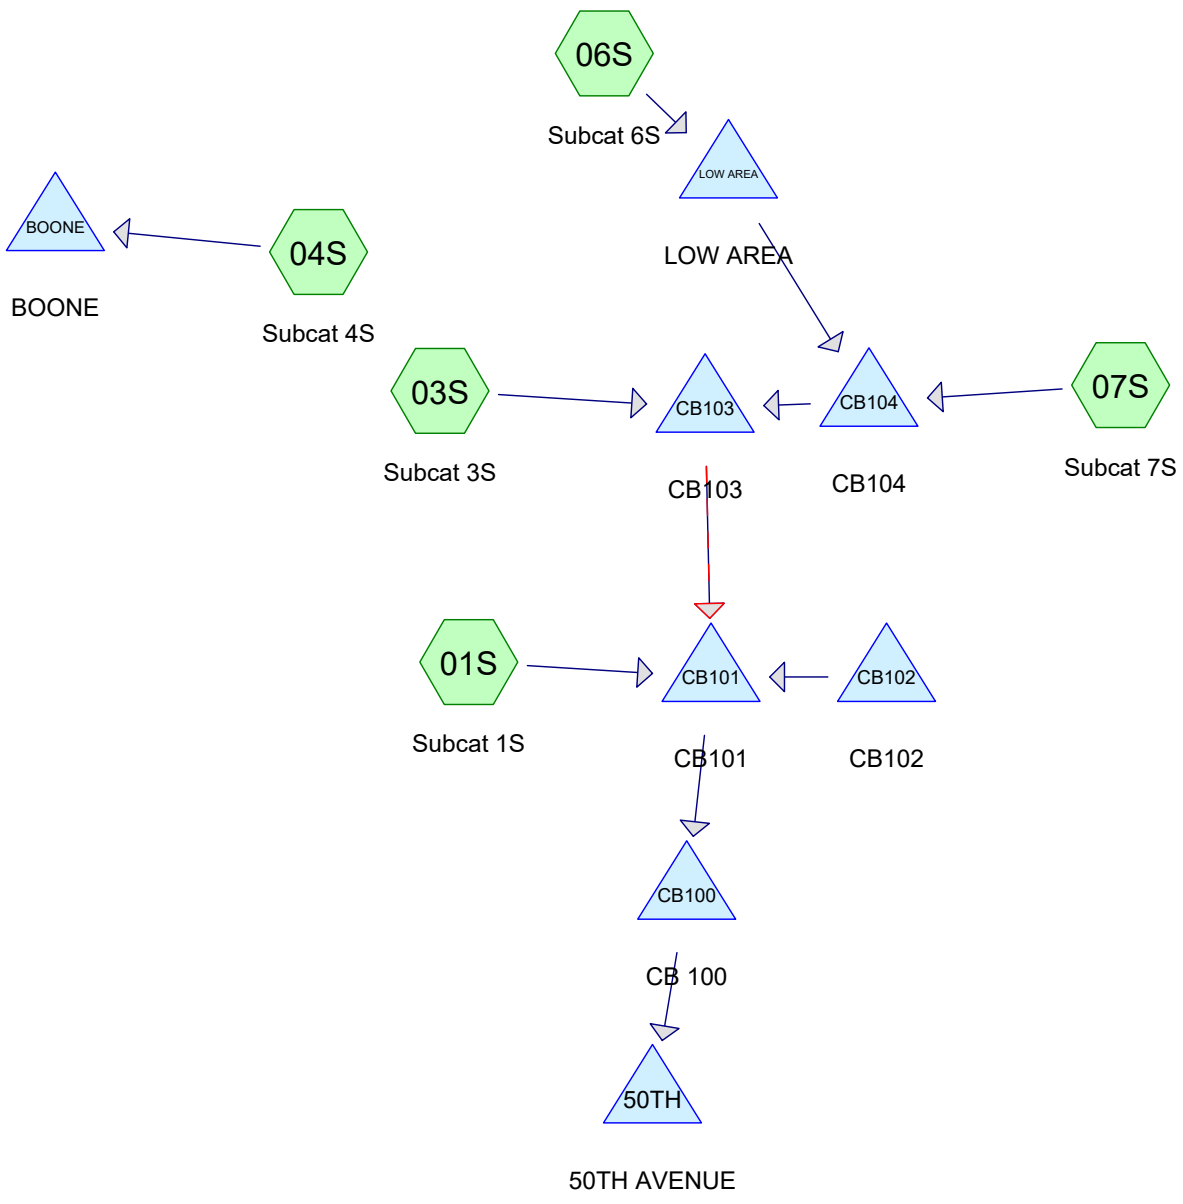 06S
Subcat 6S
LOW AREA
LOW AREA
BOONE
BOONE
04S
Subcat 4S
03S
Subcat 3S
CB103
CB103
CB104
CB104
07S
Subcat 7S
01S
Subcat 1S
CB101
CB101
CB102
CB102
CB100
CB 100
50TH
50TH AVENUE